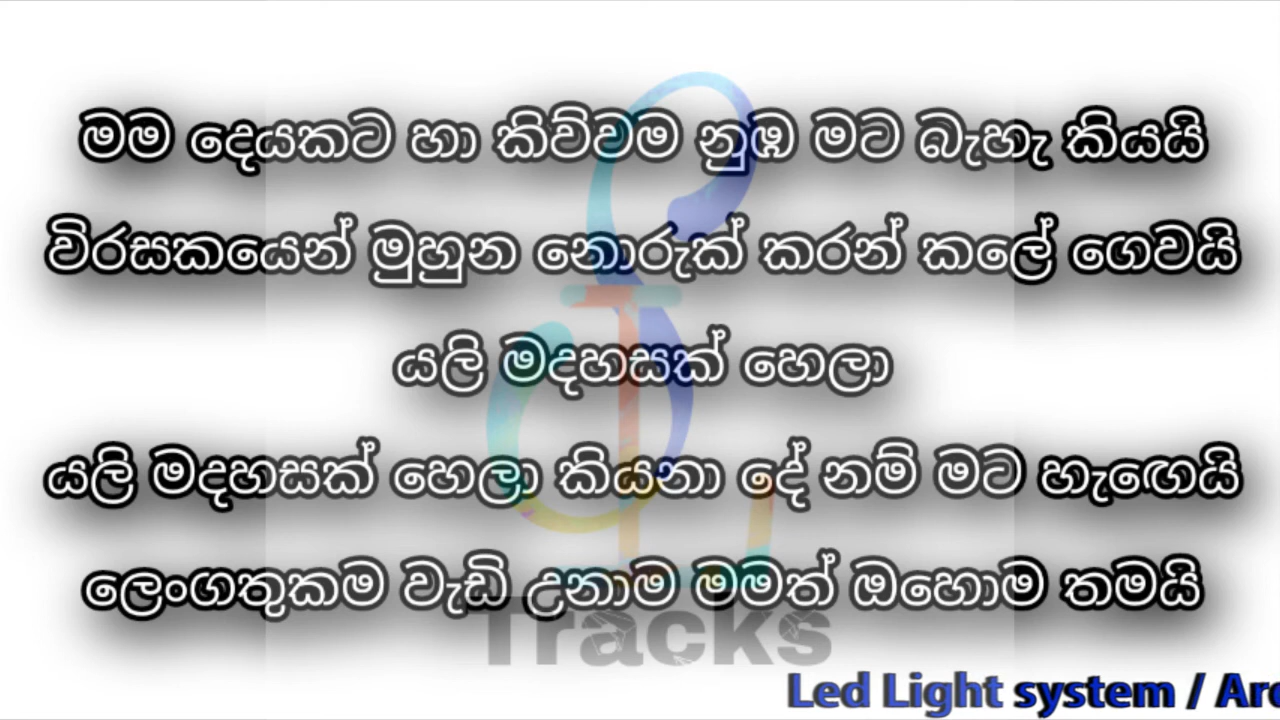 මම දෙයකට හා කිව්වම නුඹ මට බැහැ කියයි
විරසකයෙන් මුහුන නොරුක් කරන් කලේ ගෙවයි
යලි මදහසක් හෙලා
යලි මදහසක් හෙලා කියනා දේ නම් මට හැඟෙයි
ලෙංගතුකම වැඩි උනාම මමත් ඔහොම තමයි
Tracks
Led Light system / Aro